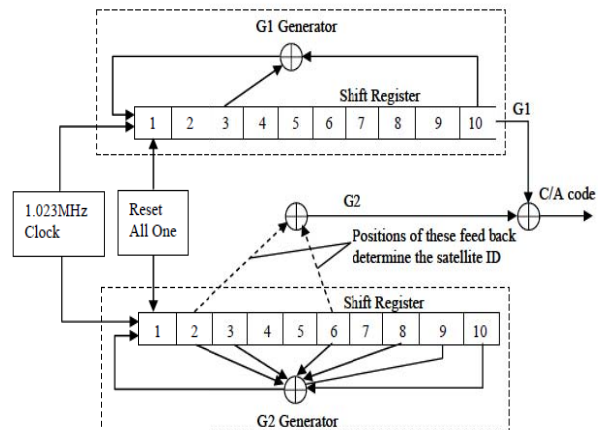 G1 Generator
Shift Register
1 2 3 4 5 6 7 8 9 10
G1
1.023MHz
Clock
Reset
All One
G2
C/A code
Positions of these feed back
determine the satellite ID
Shift Register
1 2 3 4 5 6 7 8 9 10
G2 Generator